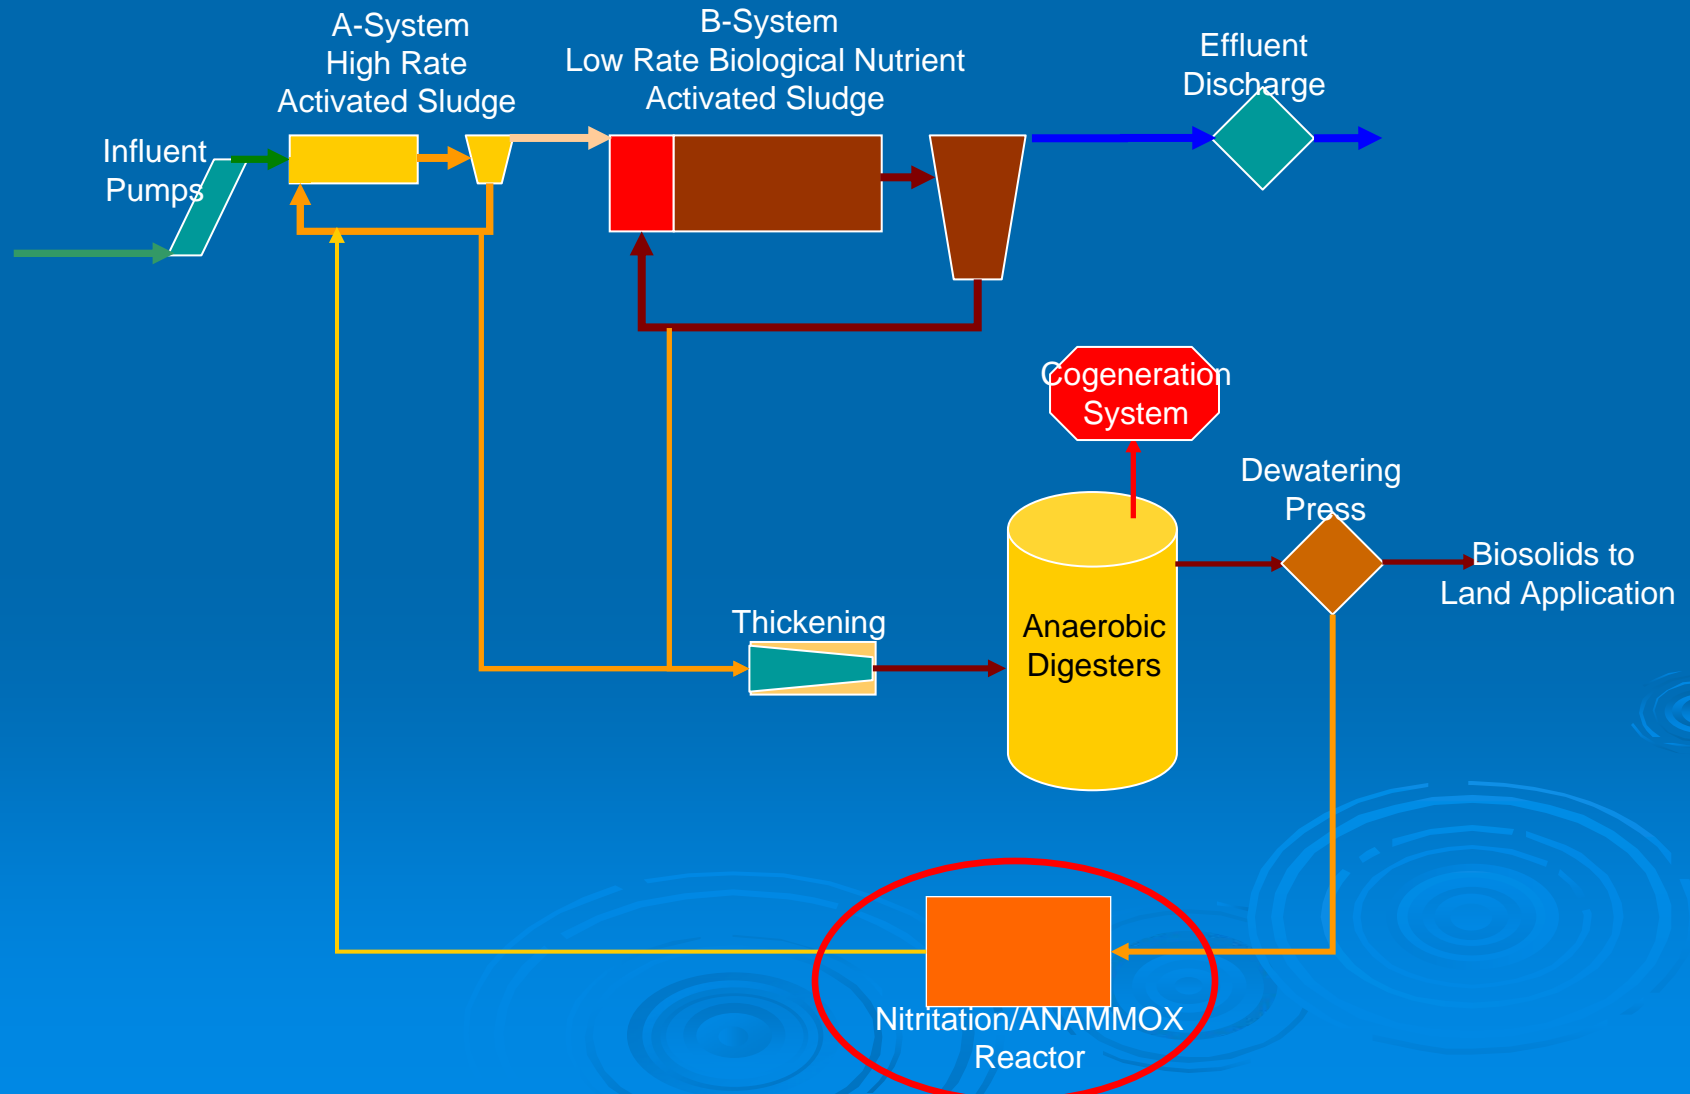 A-System
High Rate
Activated Sludge
B-System
Low Rate Biological Nutrient
Activated Sludge
Effluent
Discharge
Influent
Pumps
Cogeneration
System
Dewatering
Press
Biosolids to
Land Application
Thickening
Anaerobic
Digesters
Nitritation/ANAMMOX
Reactor